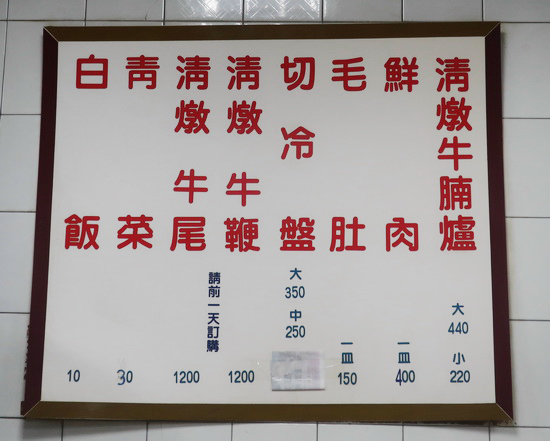 清燉牛腩爐
大
440
小
220
鮮肉
一皿
400
毛肚
一皿
150
切冷盤
大
350
中
250
清燉牛鞭
1200
請前一天訂購
清燉牛尾
1200
青菜
30
白飯
10